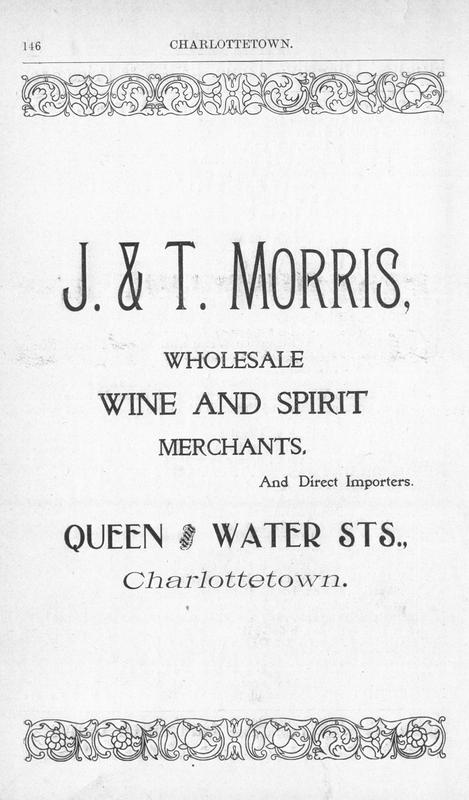 146
CHARLOTTETOWN.
J. & T. MORRIS,
WHOLESALE
WINE AND SPIRIT
MERCHANTS,
And Direct Importers.
QUEEN and WATER STS.,
Charlottetown.